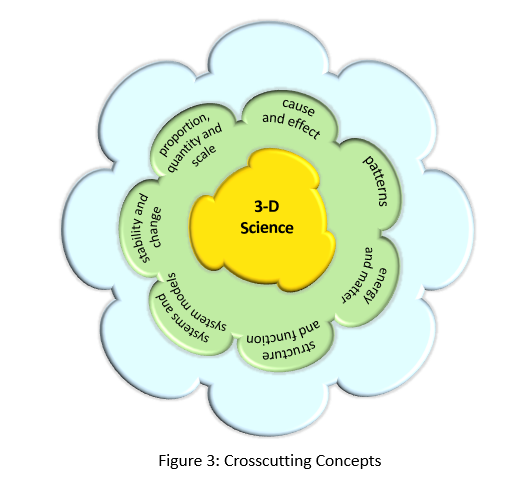 cause
and effect
patterns
energy
and matter
structure
and function
systems and
system models
stability and
change
proportion,
quantity and
scale
3-D
Science
Figure 3: Crosscutting Concepts